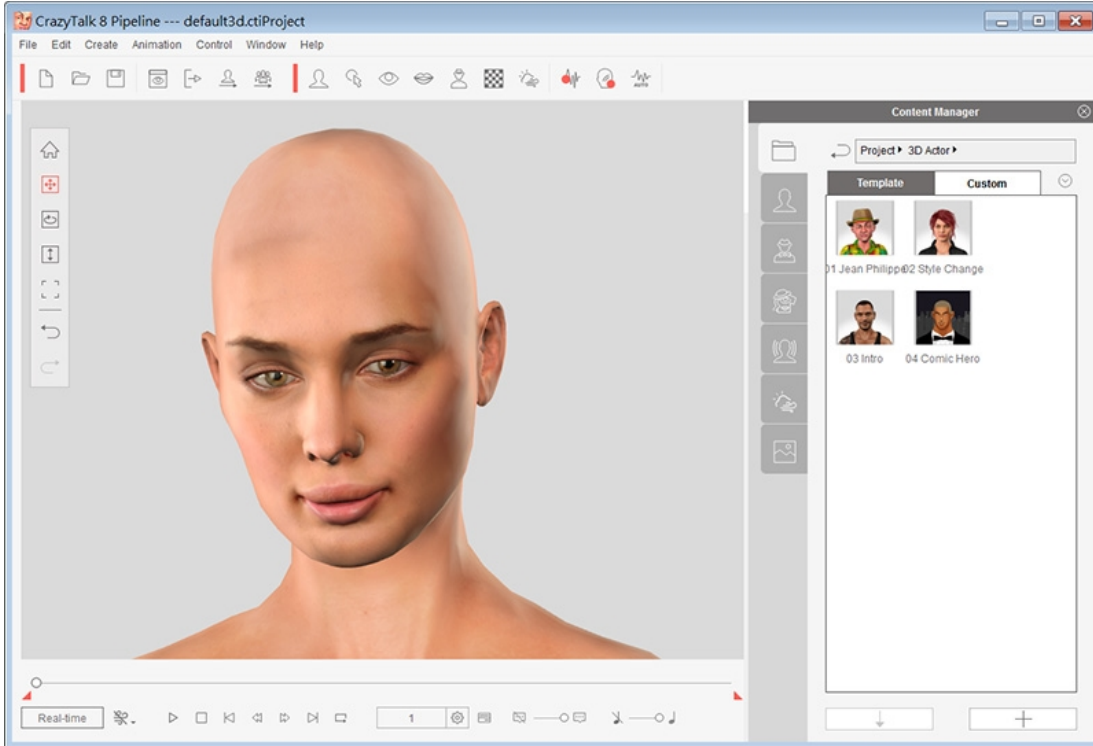 CrazyTalk 8 Pipeline --- default3d.ctiProject
File Edit Create Animation Control Window Help
AUTO
Content Manager
Project 3D Actor
Template Custom
01 Jean Philippe 02 Style Change
03 Intro 04 Comic Hero
Real-time 1